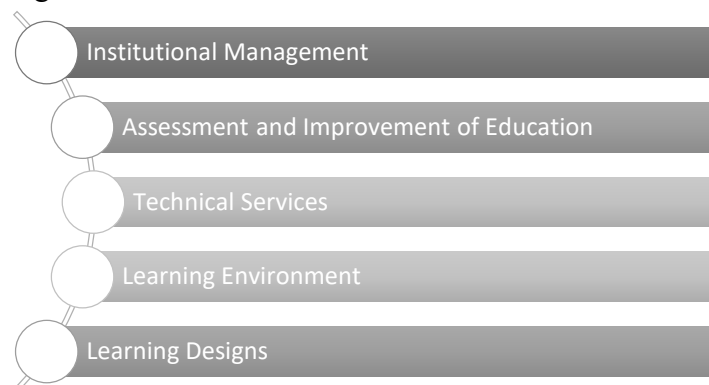 Institutional Management
Assessment and Improvement of Education
Technical Services
Learning Environment
Learning Designs